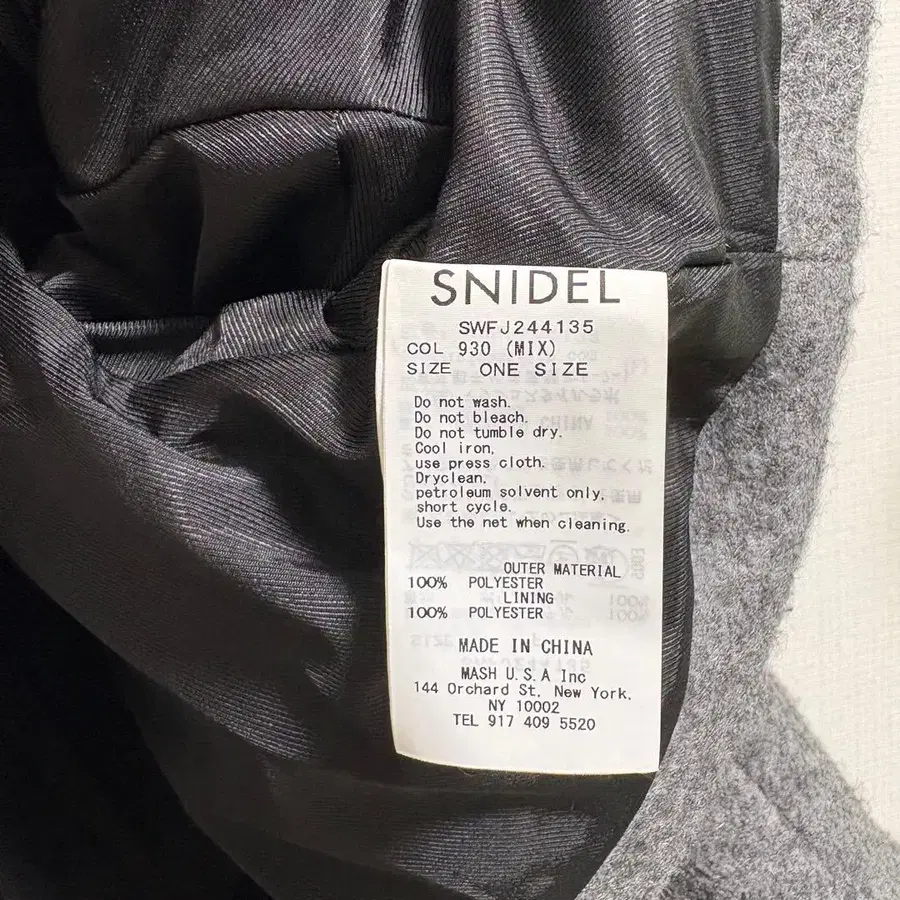 SNIDEL
SWFJ244135
COL 930 (MIX)
SIZE ONE SIZE
Do not wash.
Do not bleach.
Do not tumble dry.
Cool iron,
use press cloth.
Dryclean,
petroleum solvent only,
short cycle.
Use the net when cleaning.
OUTER MATERIAL
100% POLYESTER
LINING
100% POLYESTER
MADE IN CHINA
MASH U.S.A Inc
144 Orchard St, New York,
NY 10002
TEL 917 409 5520